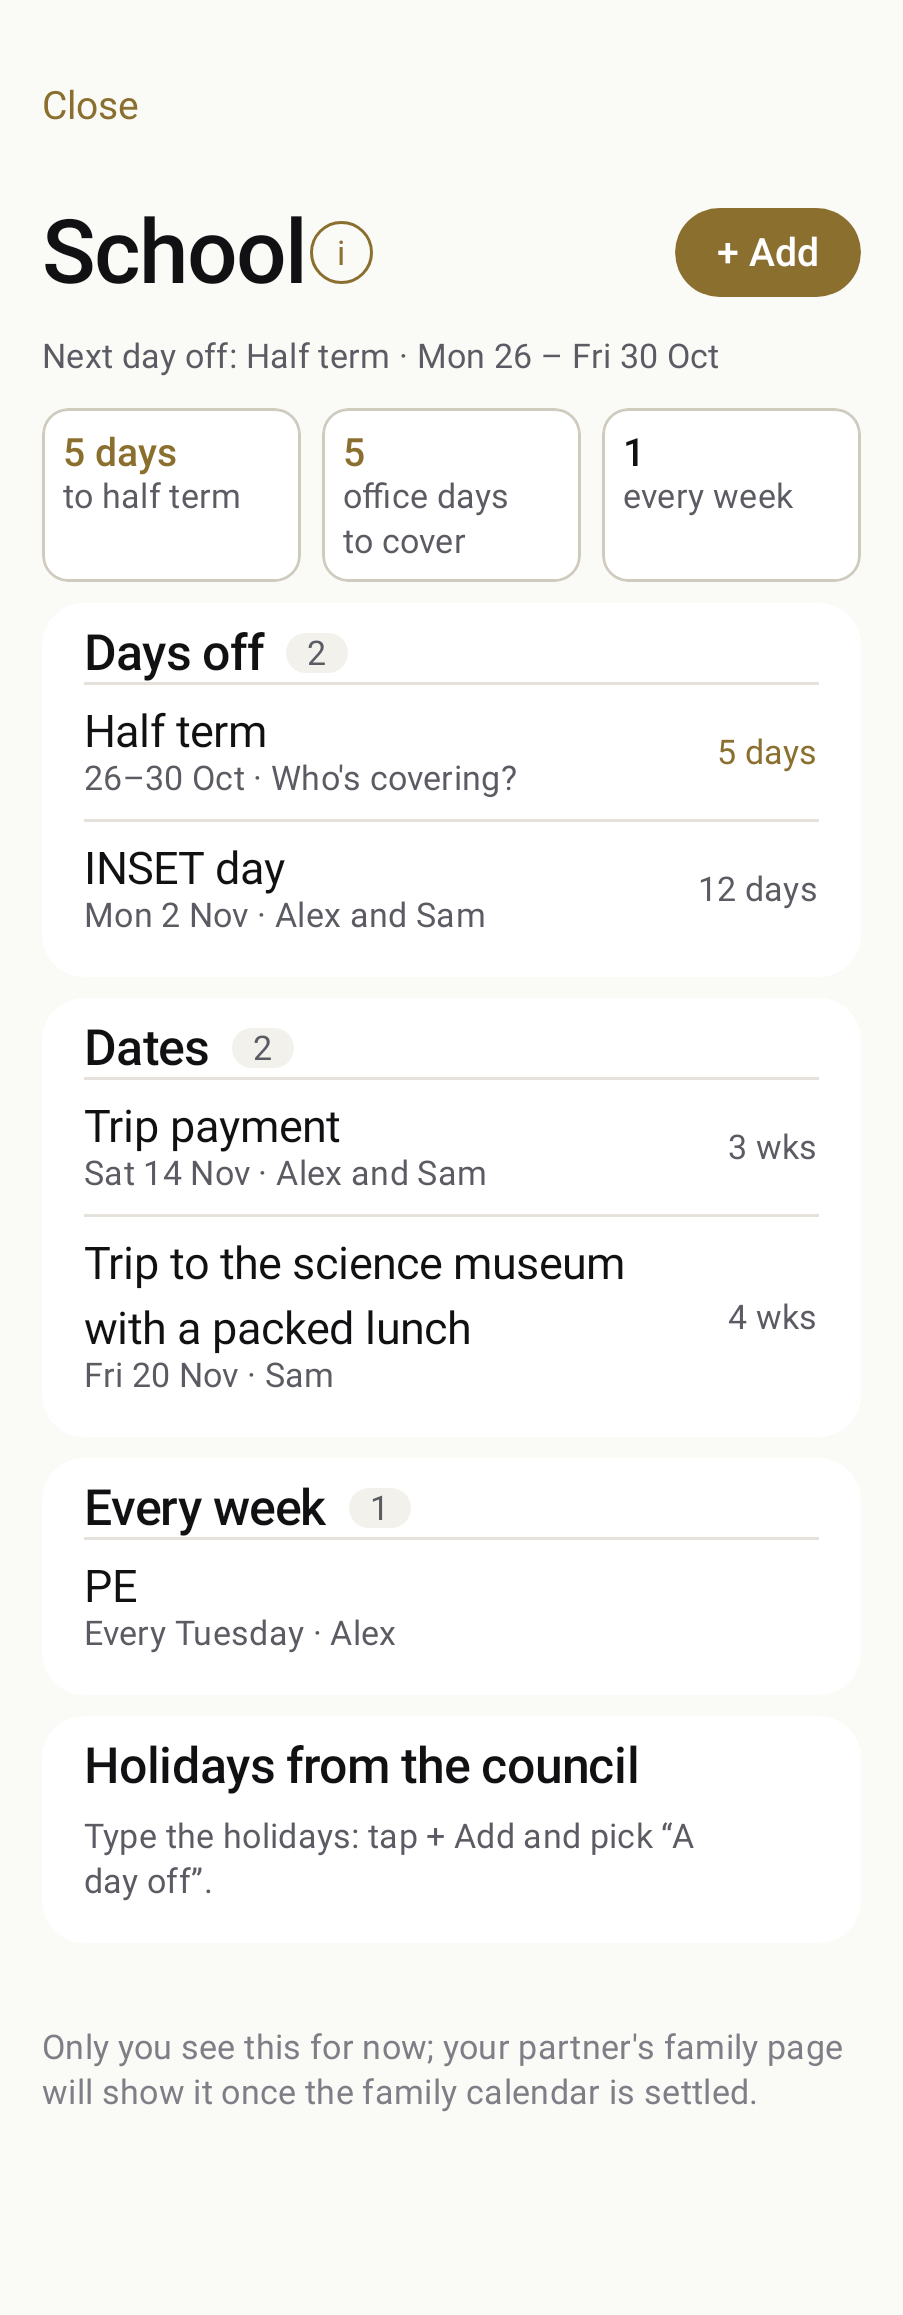 Close
School i
+ Add
Next day off: Half term · Mon 26 – Fri 30 Oct
5 days
to half term
5
office days
to cover
1
every week
Days off 2
Half term
26–30 Oct · Who's covering?
5 days
INSET day
Mon 2 Nov · Alex and Sam
12 days
Dates 2
Trip payment
Sat 14 Nov · Alex and Sam
3 wks
Trip to the science museum
with a packed lunch
Fri 20 Nov · Sam
4 wks
Every week 1
PE
Every Tuesday · Alex
Holidays from the council
Type the holidays: tap + Add and pick “A
day off”.
Only you see this for now; your partner's family page
will show it once the family calendar is settled.